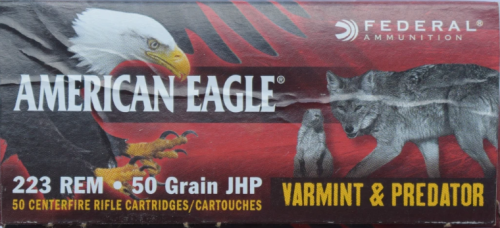 FEDERAL®
AMMUNITION
AMERICAN EAGLE®
223 REM • 50 Grain JHP
50 CENTERFIRE RIFLE CARTRIDGES/CARTOUCHES
VARMINT & PREDATOR